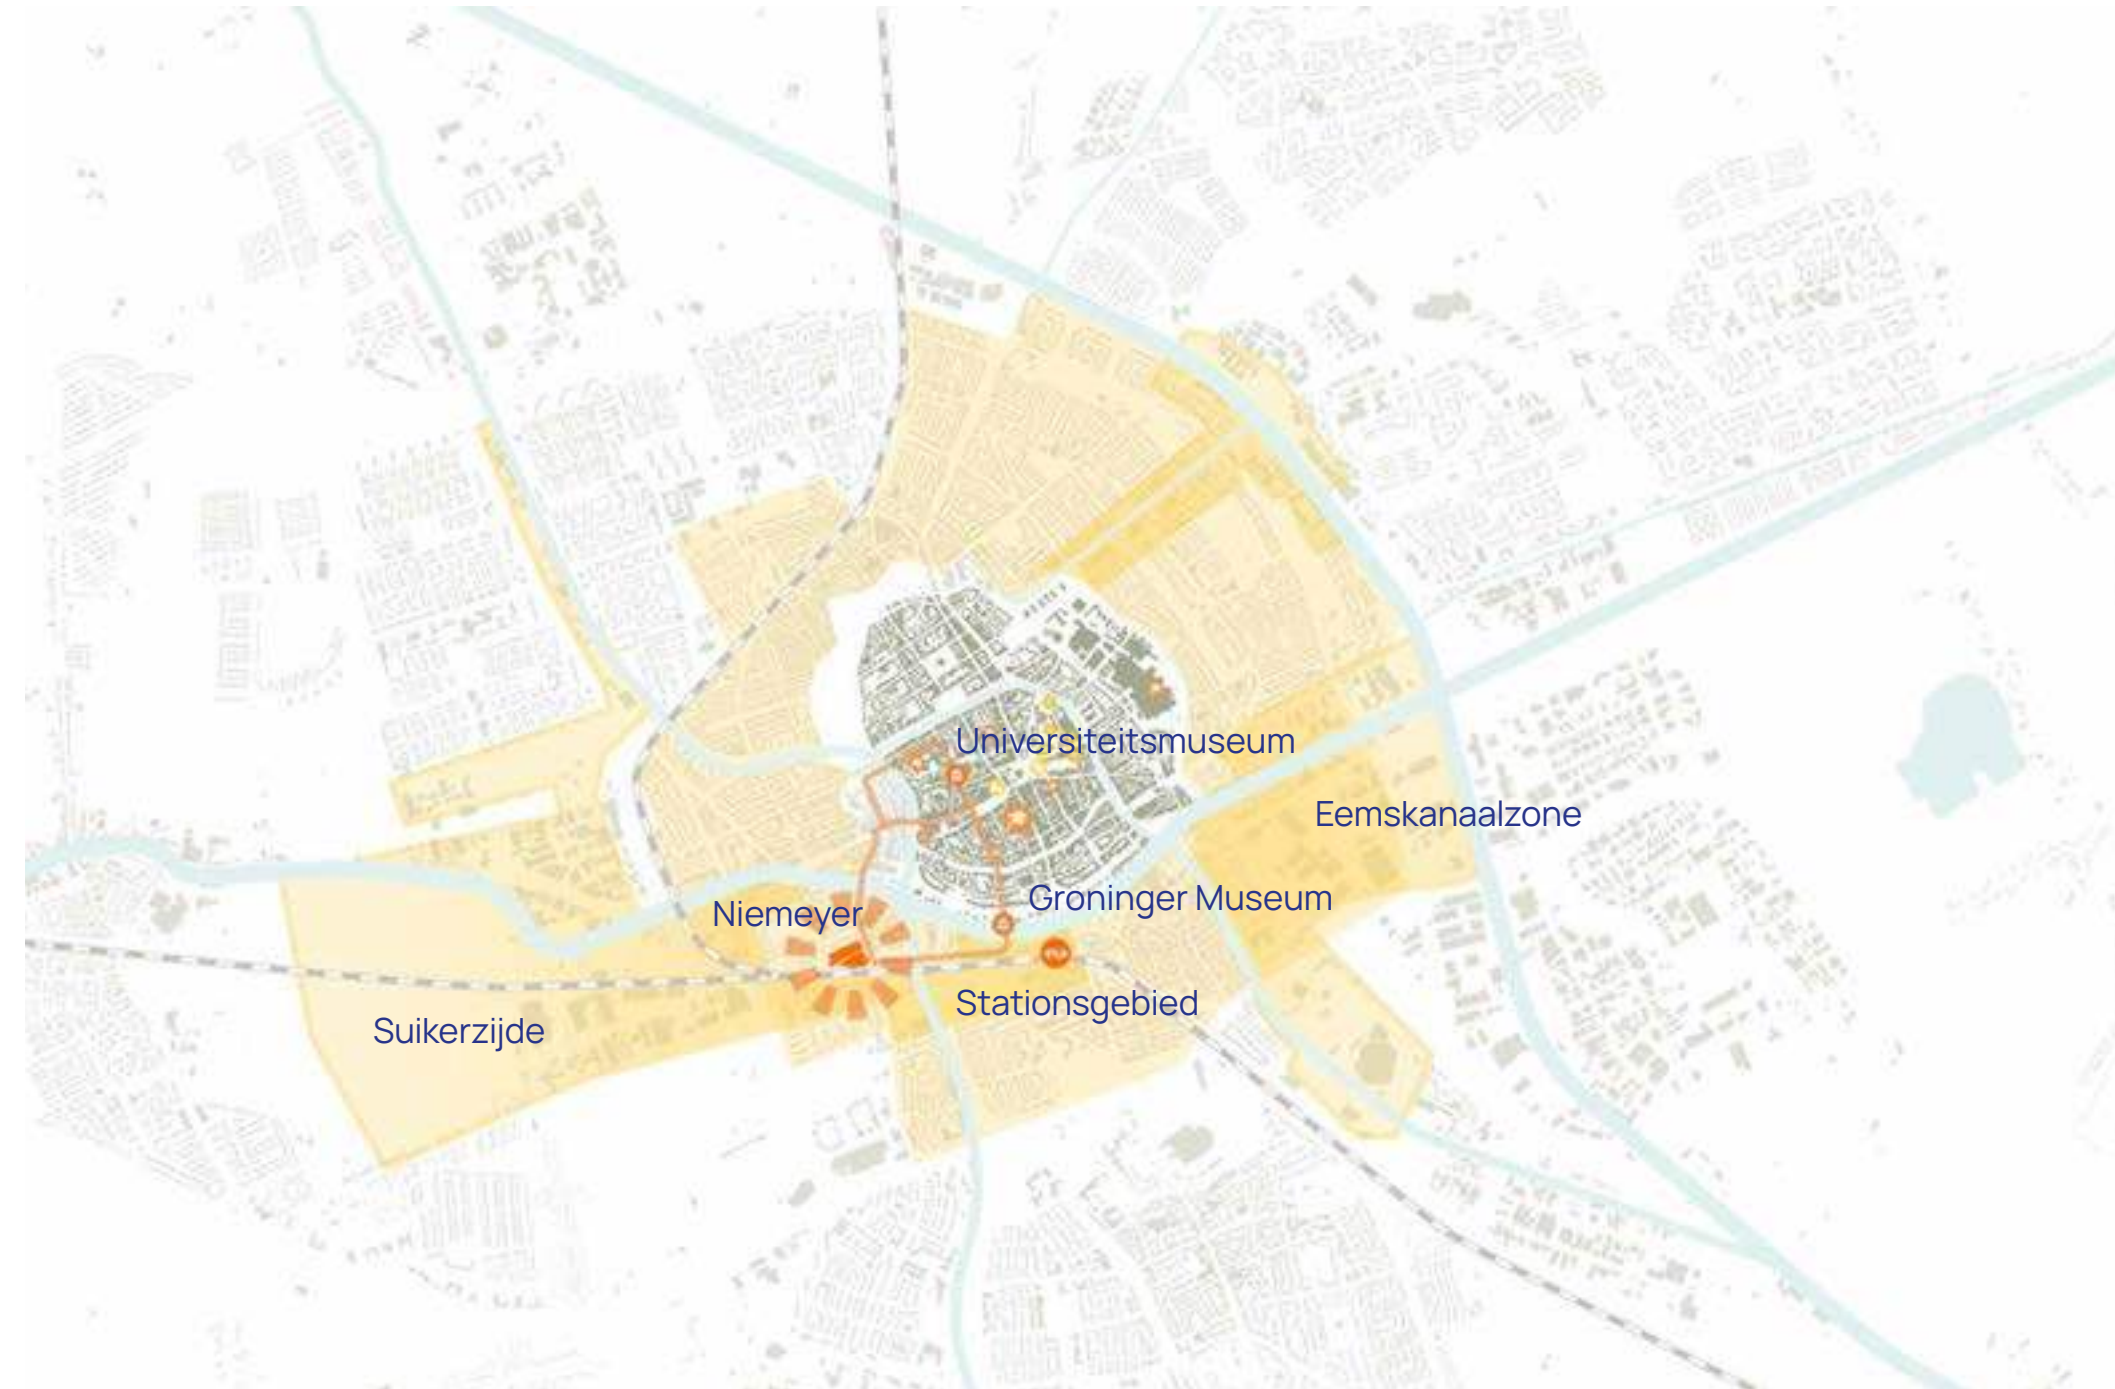 Universiteitsmuseum
Eemskanaalzone
Groninger Museum
Niemeyer
Stationsgebied
Suikerzijde